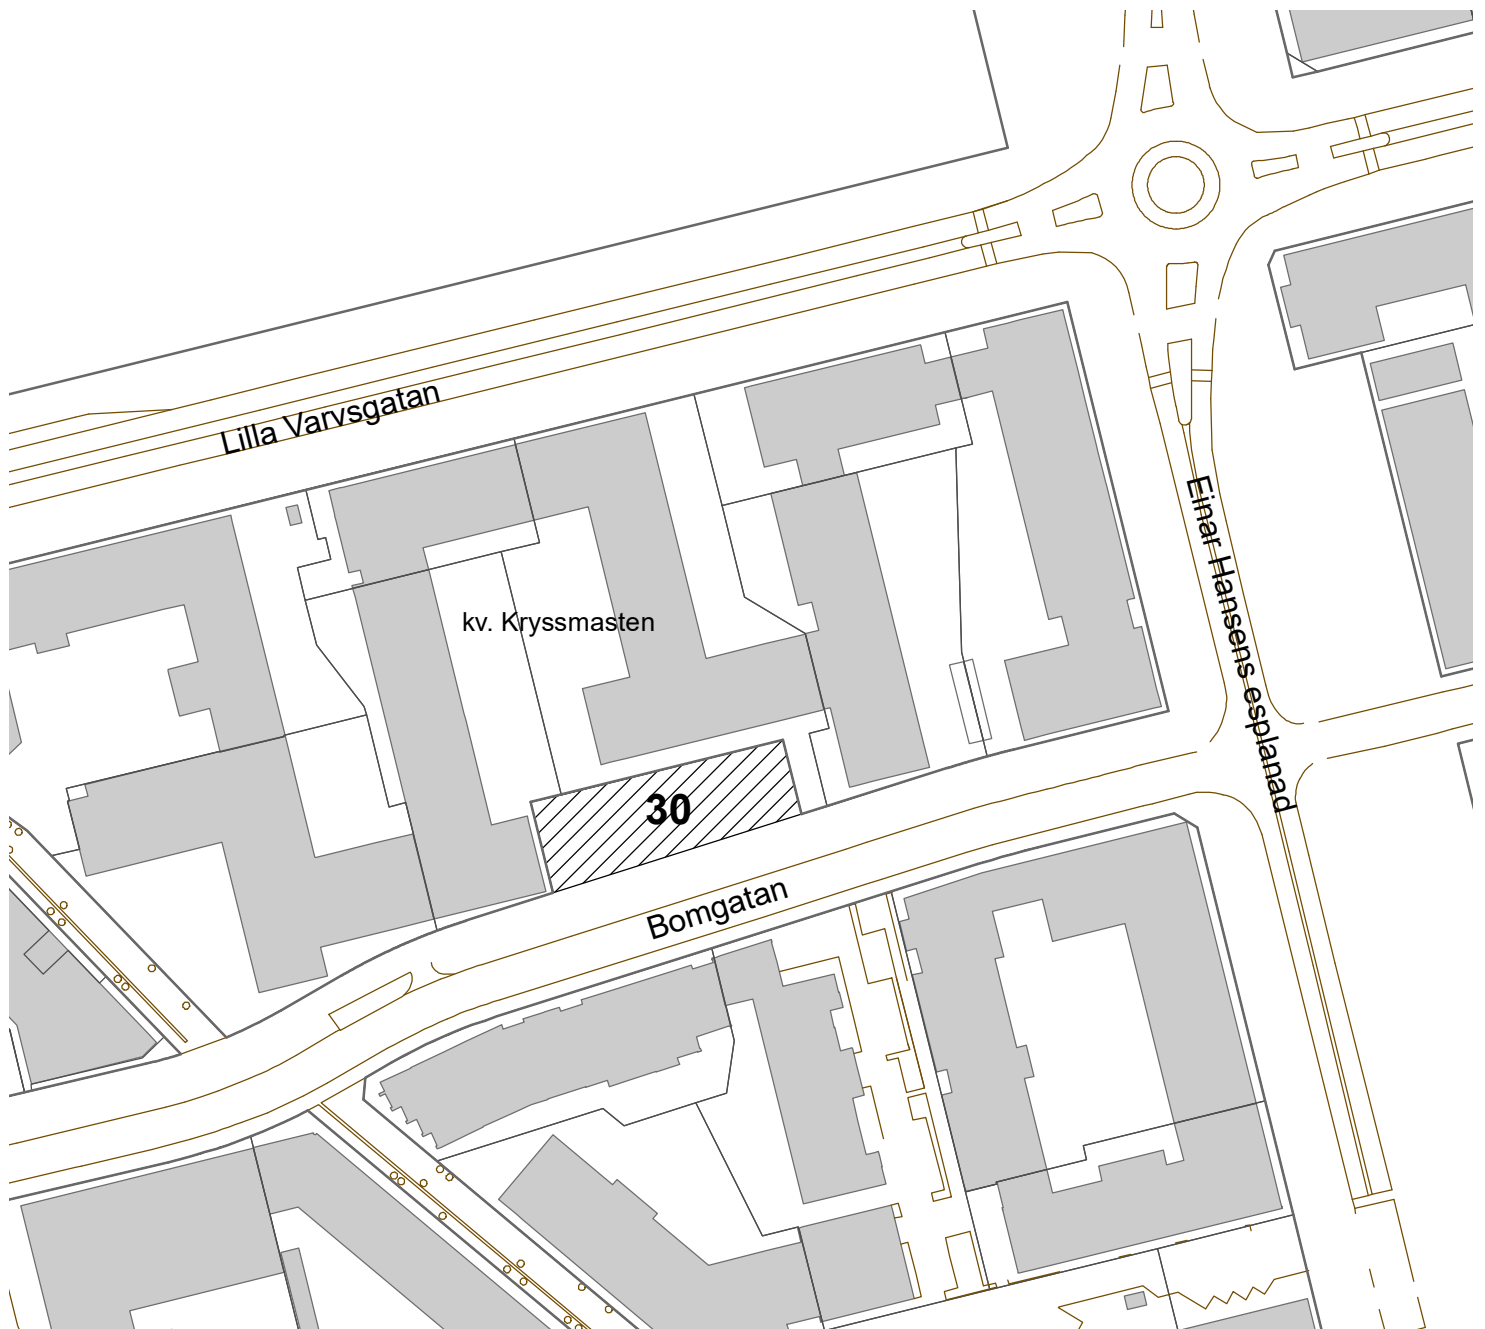 Lilla Varvsgatan
Einar Hansens esplanad
kv. Kryssmasten
30
Bomgatan